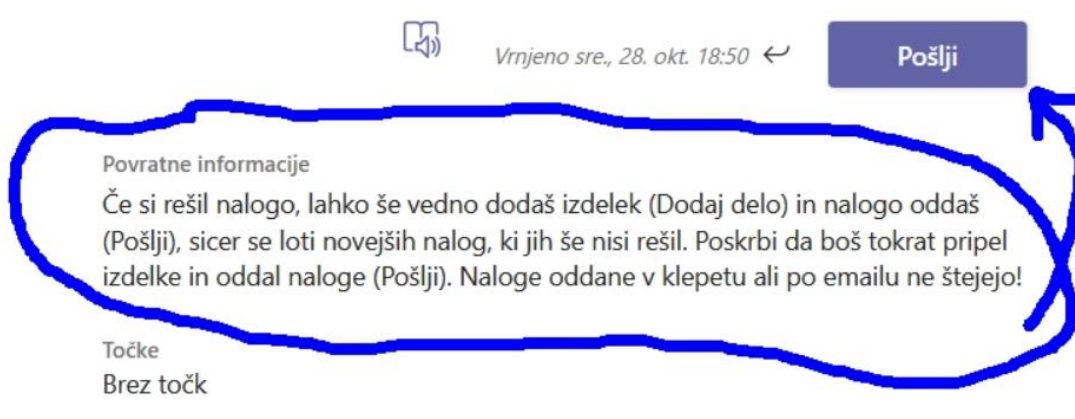 Vrnjeno sre., 28. okt. 18:50
Pošlji
Povratne informacije
Če si rešil nalogo, lahko še vedno dodaš izdelek (Dodaj delo) in nalogo oddaš
(Pošlji), sicer se loti novejših nalog, ki jih še nisi rešil. Poskrbi da boš tokrat pripel
izdelke in oddal naloge (Pošlji). Naloge oddane v klepetu ali po emailu ne štejejo!
Točke
Brez točk